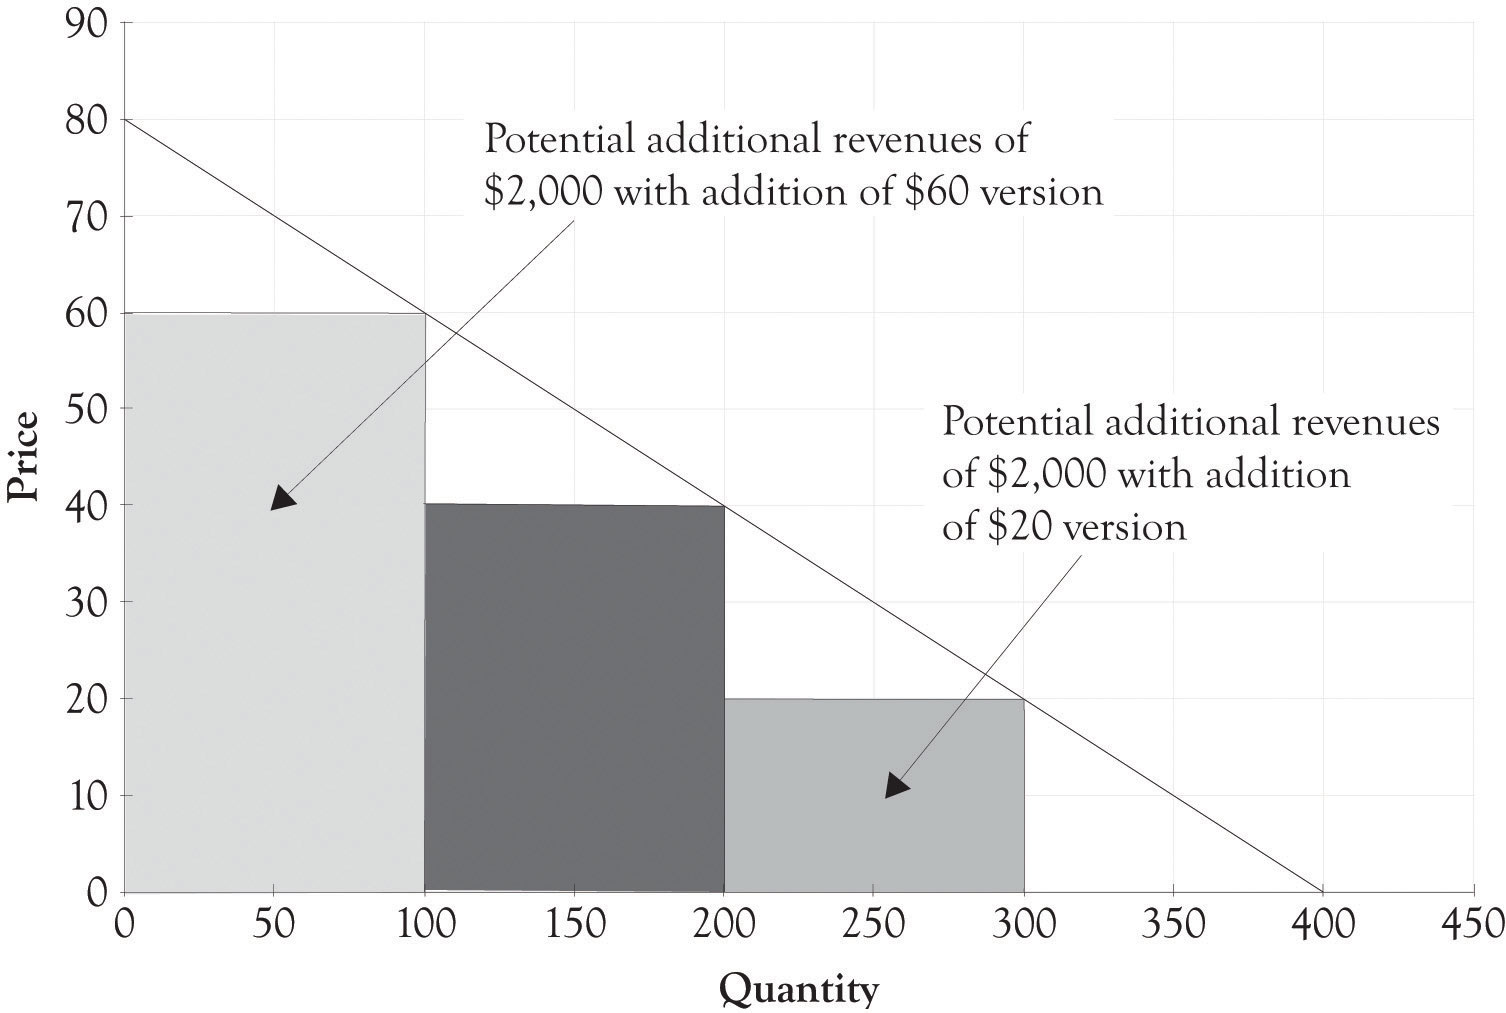 90
80
70
60
50
40
30
20
10
0
Price
Potential additional revenues of
$2,000 with addition of $60 version
Potential additional revenues
of $2,000 with addition
of $20 version
0 50 100 150 200 250 300 350 400 450
Quantity